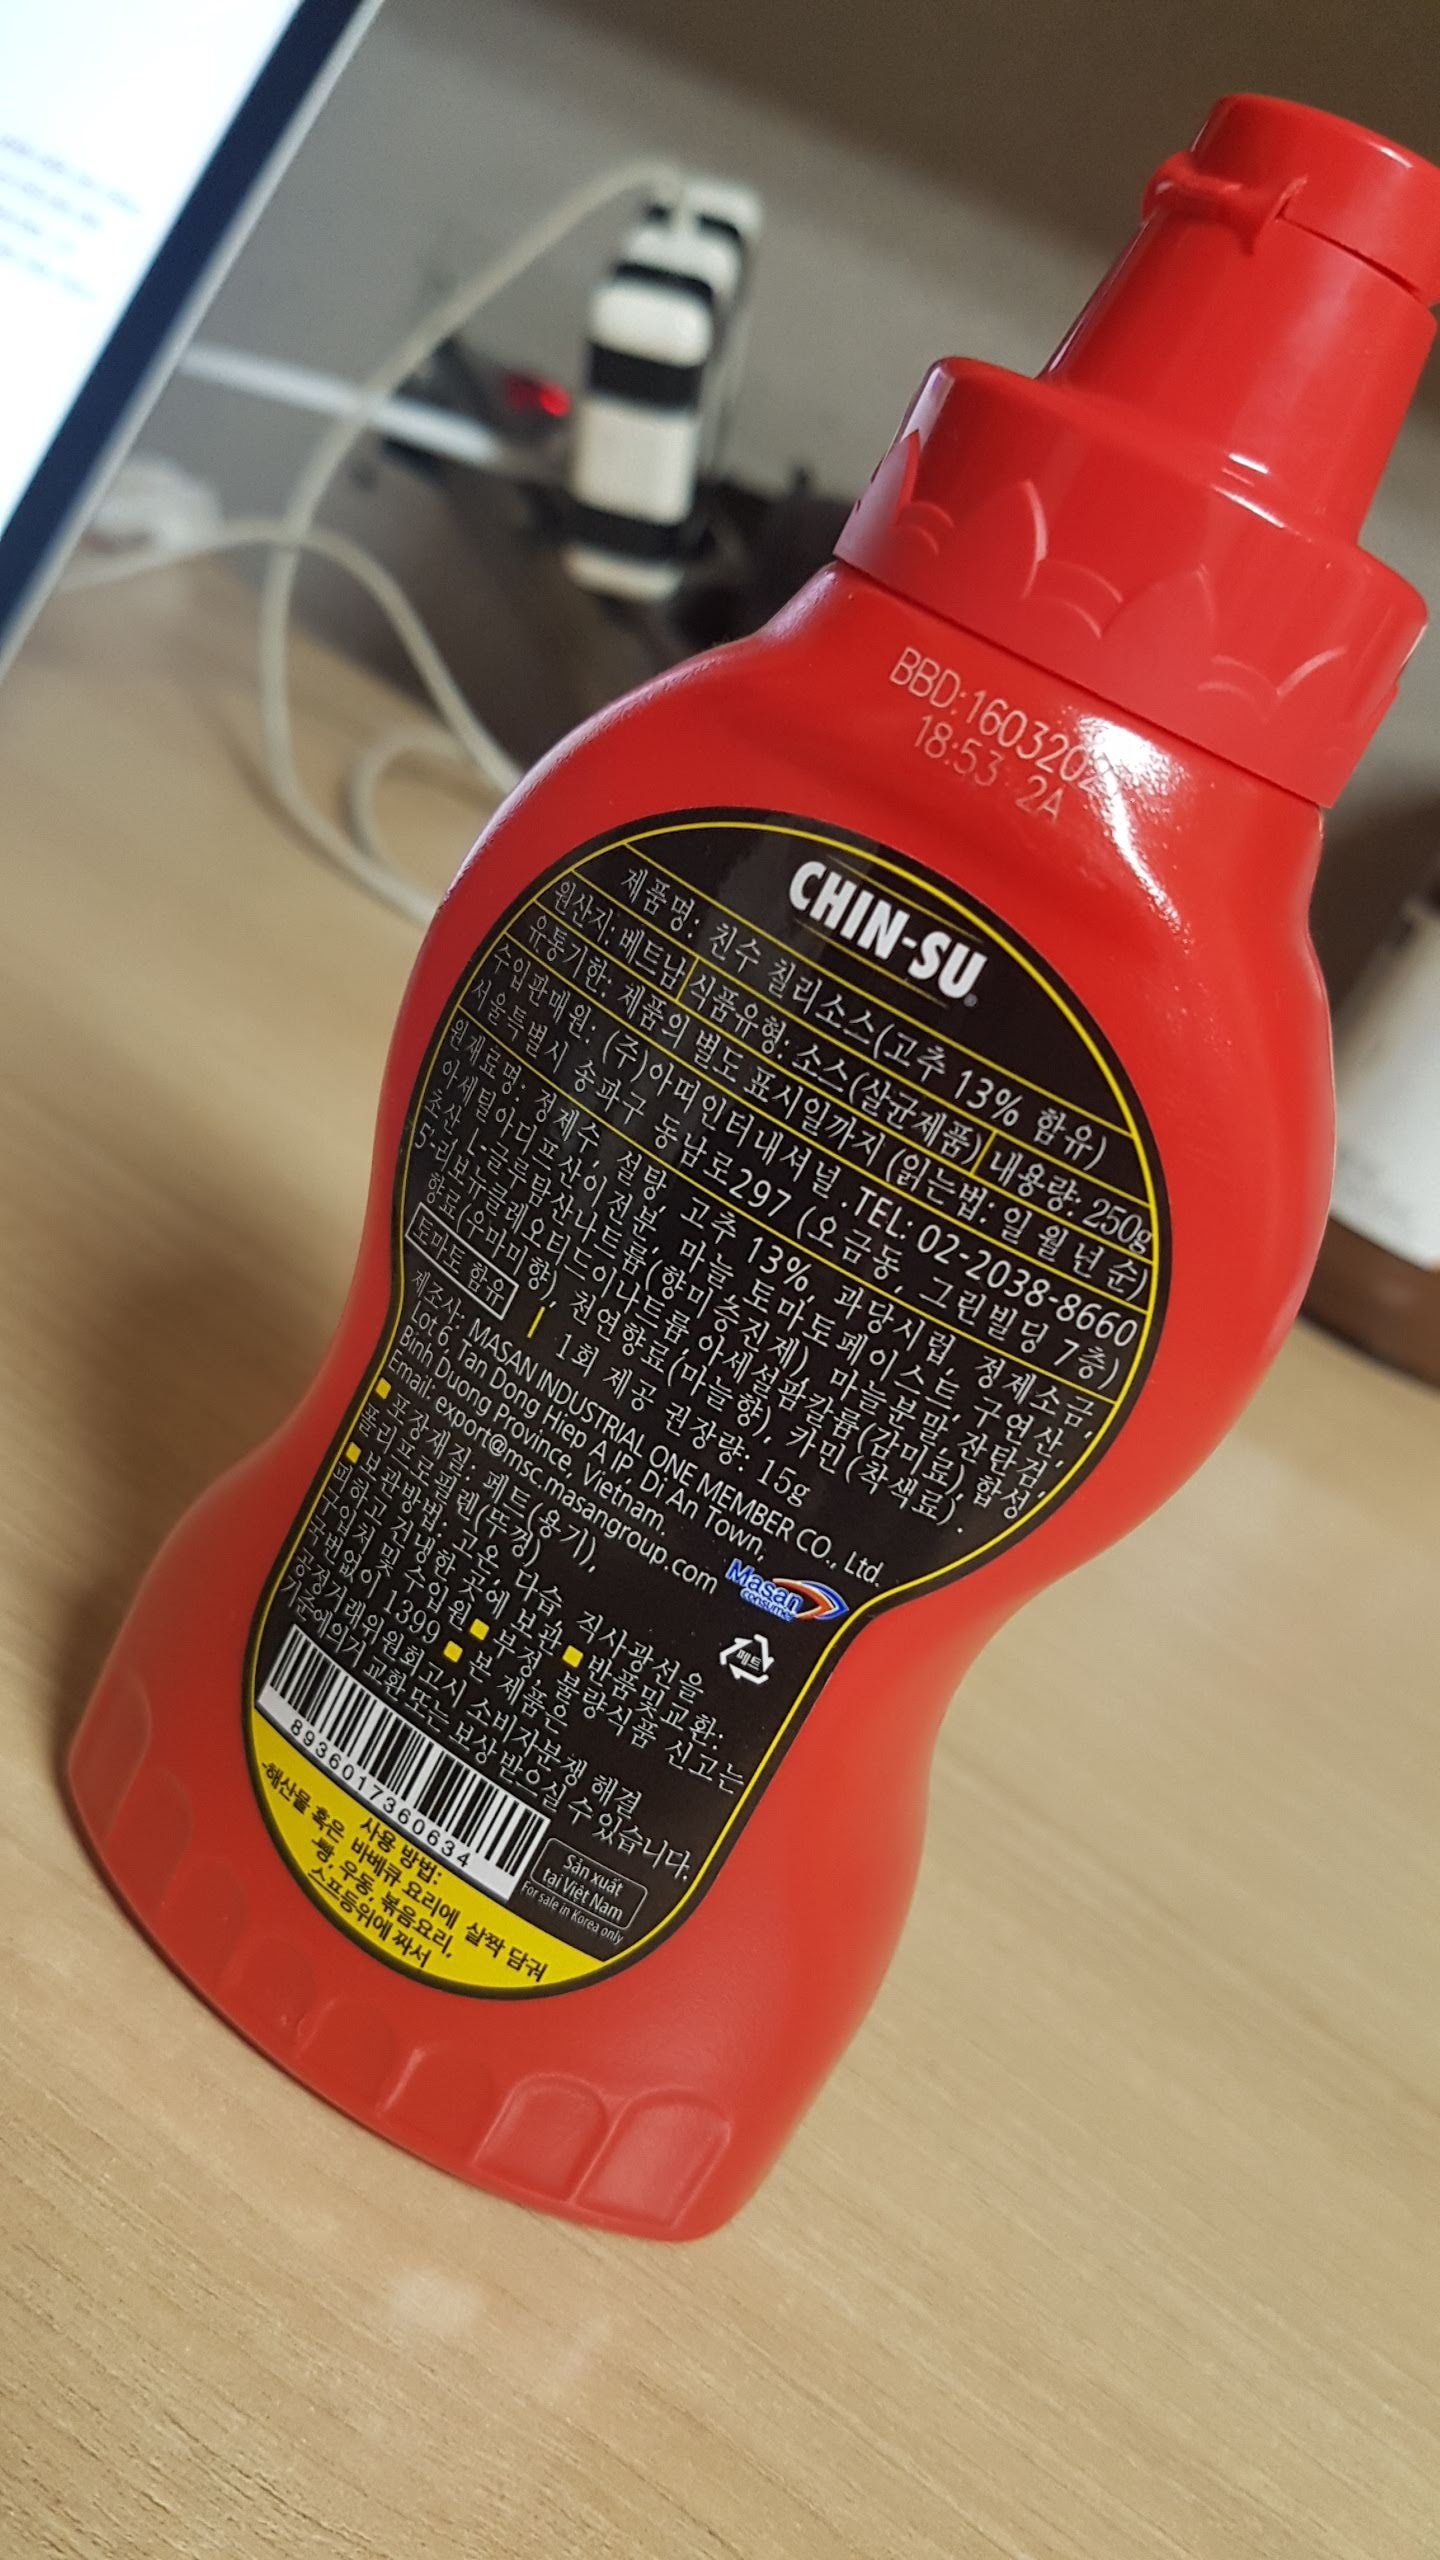 BBD:1603202
18:53 2A
CHIN-SU
제품명: 친수 칠리소스(고추 13% 함유)
원산지: 베트남 식품유형: 소스(살균제품) 내용량: 250g
유통기한: 제품의 별도 표시일까지 (읽는법: 일 월 년 순)
수입판매원: (주)아띠인터내셔널 . TEL: 02-2038-8660
서울특별시 송파구 동남로297 (오금동, 그린빌딩 7층)
원재료명: 정제수, 설탕, 고추 13%, 과당시럽, 정제소금,
아세틸아디프산이전분, 마늘, 토마토페이스트, 구연산,
초산, L-글루탐산나트륨(향미증진제), 마늘분말, 잔탄검,
5'-리보뉴클레오티드이나트륨, 아세설팜칼륨(감미료), 합성
향료(우마미향), 천연향료(마늘향), 카민(착색료).
토마토 함유 1회 제공 권장량: 15g
제조사: MASAN INDUSTRIAL ONE MEMBER CO., Ltd.
Lot 6, Tan Dong Hiep A IP, Di An Town,
Binh Duong Province, Vietnam.
Email: export@msc.masangroup.com
Masan
consumer
포장재질: 페트(용기),
폴리프로필렌(뚜껑)
페트
보관방법: 고온, 다습, 직사광선을
피하고 건냉한 곳에 보관 반품및교환:
구입처 및 수입원 부정, 불량식품 신고는
국번없이 1399 본 제품은
공정거래위원회고시 소비자분쟁 해결
기준에의거 교환 또는 보상 받으실 수 있습니다.
8936017360634
Sản xuất
tại Việt Nam
For sale in Korea only
사용 방법:
-해산물 혹은 바베큐 요리에 살짝 담궈
-빵, 우동, 볶음요리,
스프등위에 짜서